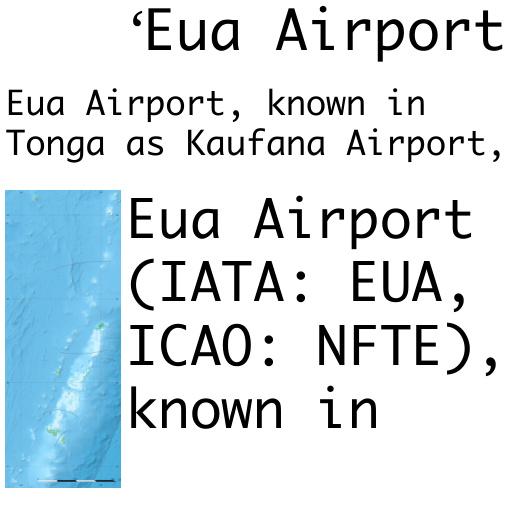 ‘Eua Airport
Eua Airport, known in
Tonga as Kaufana Airport,
Eua Airport
(IATA: EUA,
ICAO: NFTE),
known in